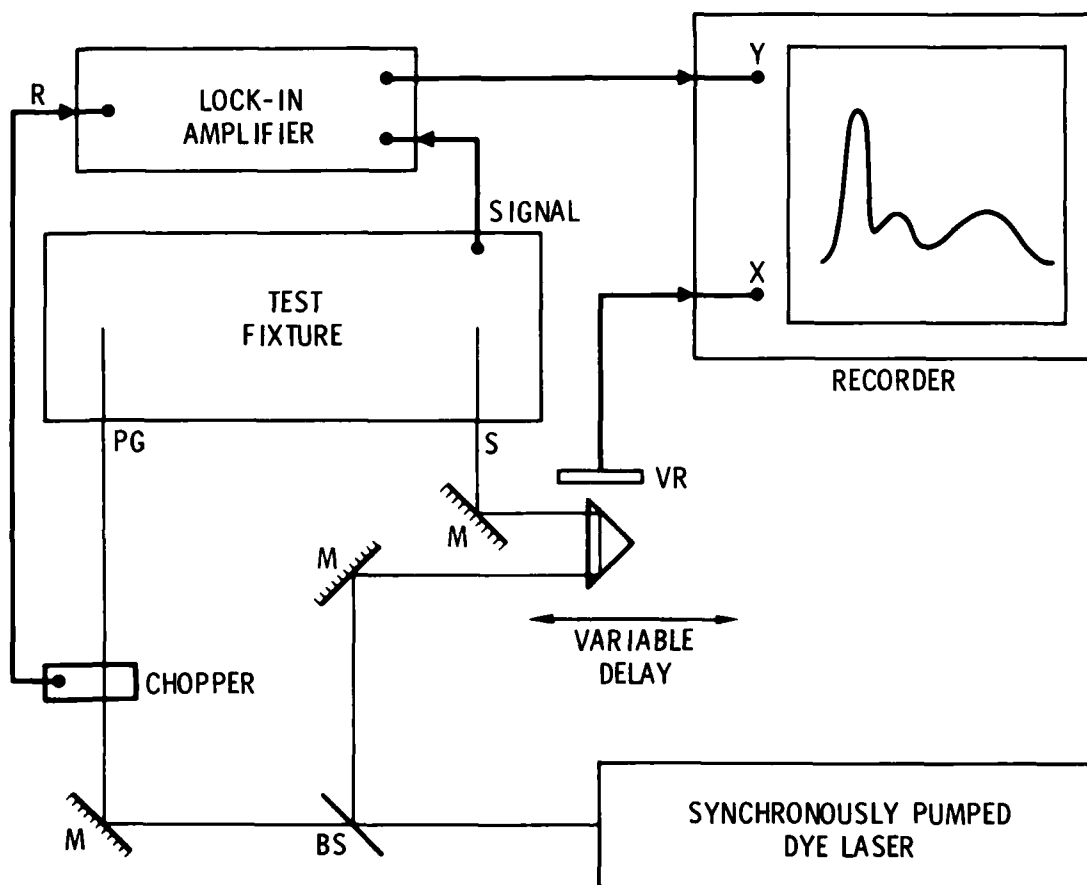 R
LOCK-IN
AMPLIFIER
Y
SIGNAL
X
TEST
FIXTURE
RECORDER
PG
S
VR
M
M
VARIABLE
DELAY
CHOPPER
M
BS
SYNCHRONOUSLY PUMPED
DYE LASER